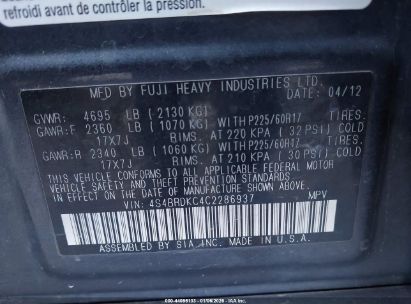 refroidi avant de contrôler la pression.
MFD BY FUJI HEAVY INDUSTRIES LTD.
DATE: 04/12
GVWR: 4695 LB ( 2130 KG)
GAWR:F 2360 LB ( 1070 KG) WITH P225/60R17 TIRES.
17X7J RIMS. AT 220 KPA ( 32 PSI) COLD
GAWR:R 2340 LB ( 1060 KG) WITH P225/60R17 TIRES.
17X7J RIMS. AT 210 KPA ( 30 PSI) COLD
THIS VEHICLE CONFORMS TO ALL APPLICABLE FEDERAL MOTOR
VEHICLE SAFETY, BUMPER, AND THEFT PREVENTION STANDARDS
IN EFFECT ON THE DATE OF MANUFACTURE SHOWN ABOVE.
VIN: 4S4BRDKC4C2286937 MPV
ASSEMBLED BY SIA,INC. MADE IN U.S.A.